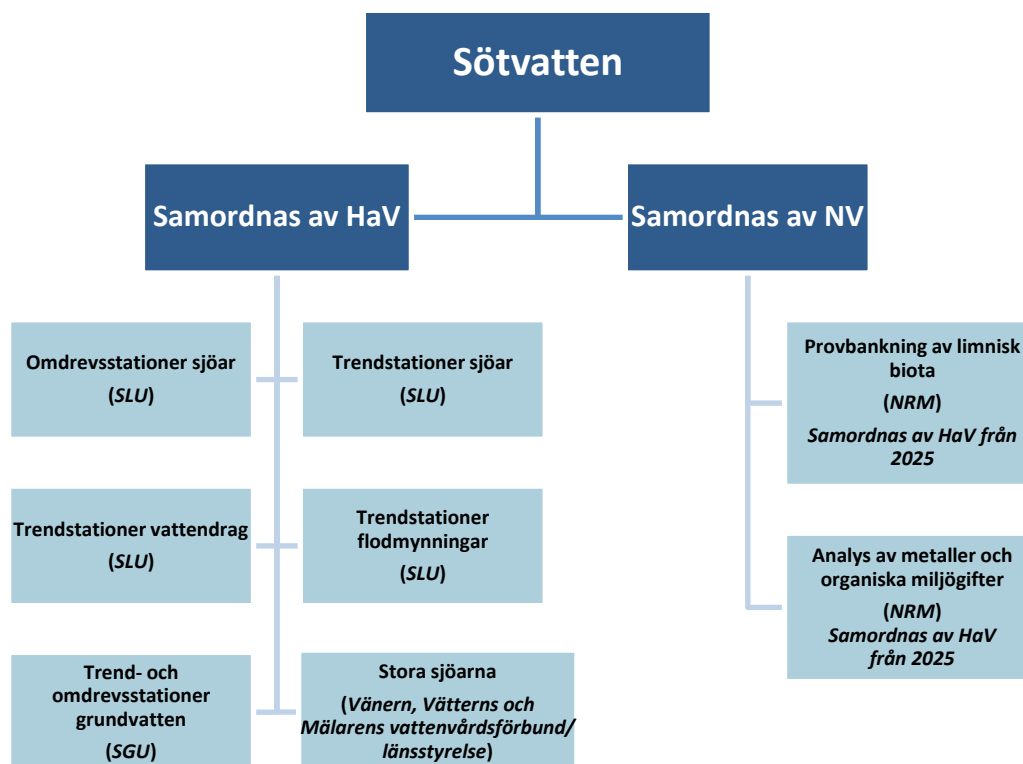 Sötvatten
Samordnas av HaV
Samordnas av NV
Omdrevsstationer sjöar
(SLU)
Trendstationer sjöar
(SLU)
Trendstationer vattendrag
(SLU)
Trendstationer
flodmynningar
(SLU)
Trend- och
omdrevsstationer
grundvatten
(SGU)
Stora sjöarna
(Vänern, Vätterns och
Mälarens vattenvårdsförbund/
länsstyrelse)
Provbankning av limnisk
biota
(NRM)
Samordnas av HaV från
2025
Analys av metaller och
organiska miljögifter
(NRM)
Samordnas av HaV
från 2025